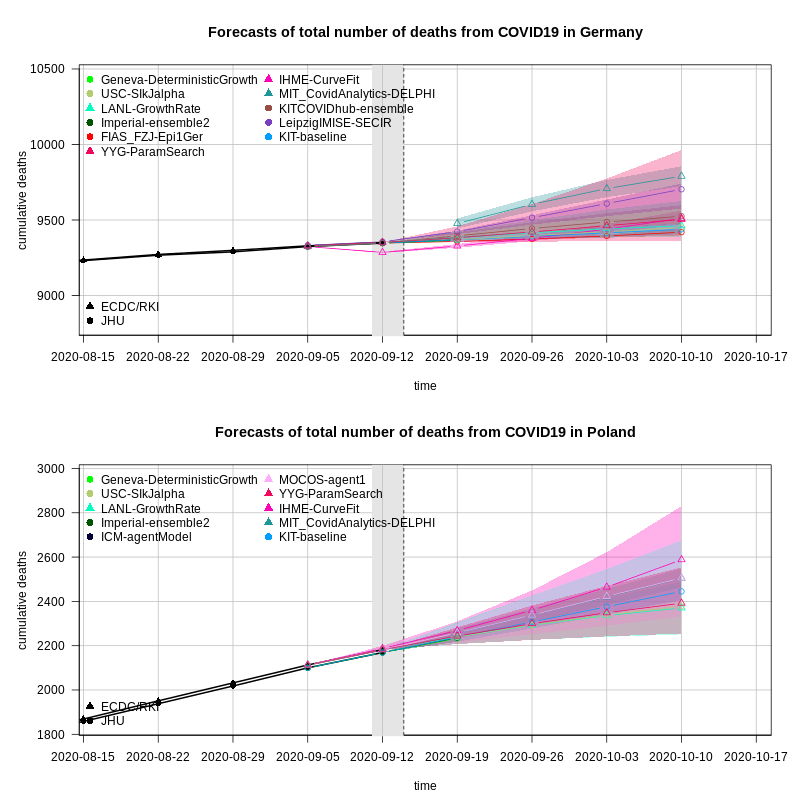 Forecasts of total number of deaths from COVID19 in Germany
cumulative deaths
10500
10000
9500
9000
Geneva-DeterministicGrowth
USC-SIkJalpha
LANL-GrowthRate
Imperial-ensemble2
FIAS_FZJ-Epi1Ger
YYG-ParamSearch
IHME-CurveFit
MIT_CovidAnalytics-DELPHI
KITCOVIDhub-ensemble
LeipzigIMISE-SECIR
KIT-baseline
ECDC/RKI
JHU
2020-08-15 2020-08-22 2020-08-29 2020-09-05 2020-09-12 2020-09-19 2020-09-26 2020-10-03 2020-10-10 2020-10-17
time
Forecasts of total number of deaths from COVID19 in Poland
cumulative deaths
3000
2800
2600
2400
2200
2000
1800
Geneva-DeterministicGrowth
USC-SIkJalpha
LANL-GrowthRate
Imperial-ensemble2
ICM-agentModel
MOCOS-agent1
YYG-ParamSearch
IHME-CurveFit
MIT_CovidAnalytics-DELPHI
KIT-baseline
ECDC/RKI
JHU
2020-08-15 2020-08-22 2020-08-29 2020-09-05 2020-09-12 2020-09-19 2020-09-26 2020-10-03 2020-10-10 2020-10-17
time